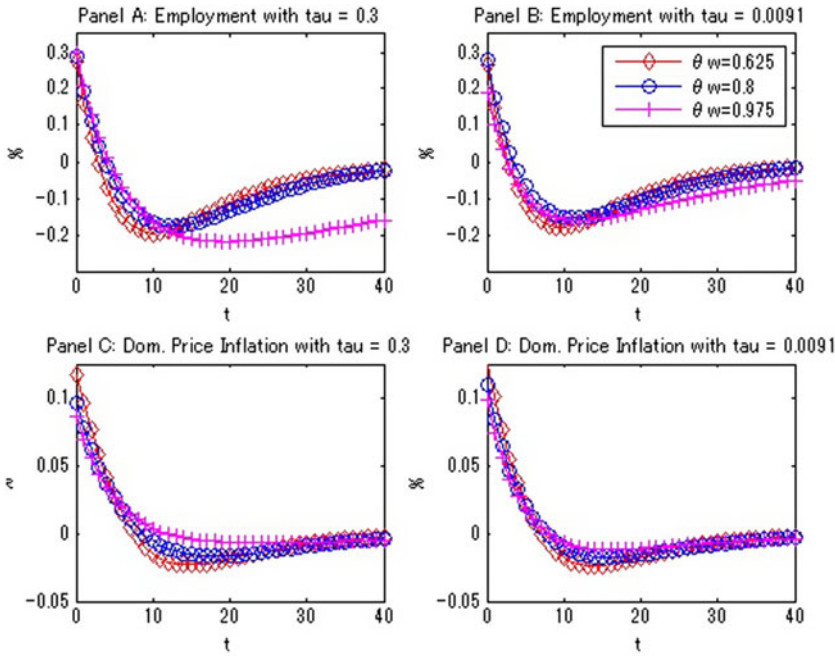 Panel A: Employment with tau = 0.3
0.3
0.2
0.1
0
-0.1
-0.2
%
0 10 20 30 40
t
Panel B: Employment with tau = 0.0091
0.3
0.2
0.1
0
-0.1
-0.2
%
θ w=0.625
θ w=0.8
θ w=0.975
0 10 20 30 40
t
Panel C: Dom. Price Inflation with tau = 0.3
0.1
0.05
0
-0.05
0 10 20 30 40
t
Panel D: Dom. Price Inflation with tau = 0.0091
0.1
0.05
0
-0.05
%
0 10 20 30 40
t